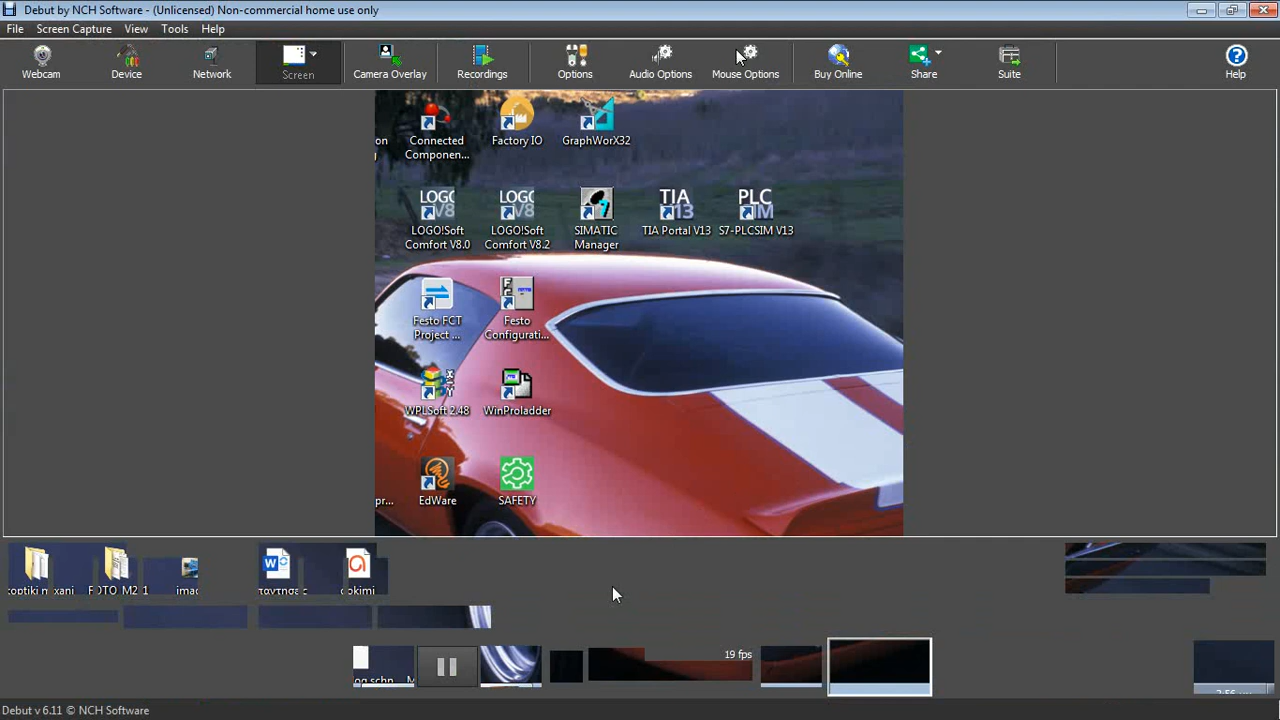 Debut by NCH Software - (Unlicensed) Non-commercial home use only
File Screen Capture View Tools Help
Webcam Device Network Screen Camera Overlay Recordings Options Audio Options Mouse Options Buy Online Share Suite Help
on Connected Componen... Factory IO GraphWorX32
LOGO!Soft Comfort V8.0 LOGO!Soft Comfort V8.2 SIMATIC Manager TIA Portal V13 S7-PLCSIM V13
Festo FCT Project ... Festo Configurati...
WPLSoft 2.48 WinProladder
pr... EdWare SAFETY
19 fps
Debut v 6.11 © NCH Software